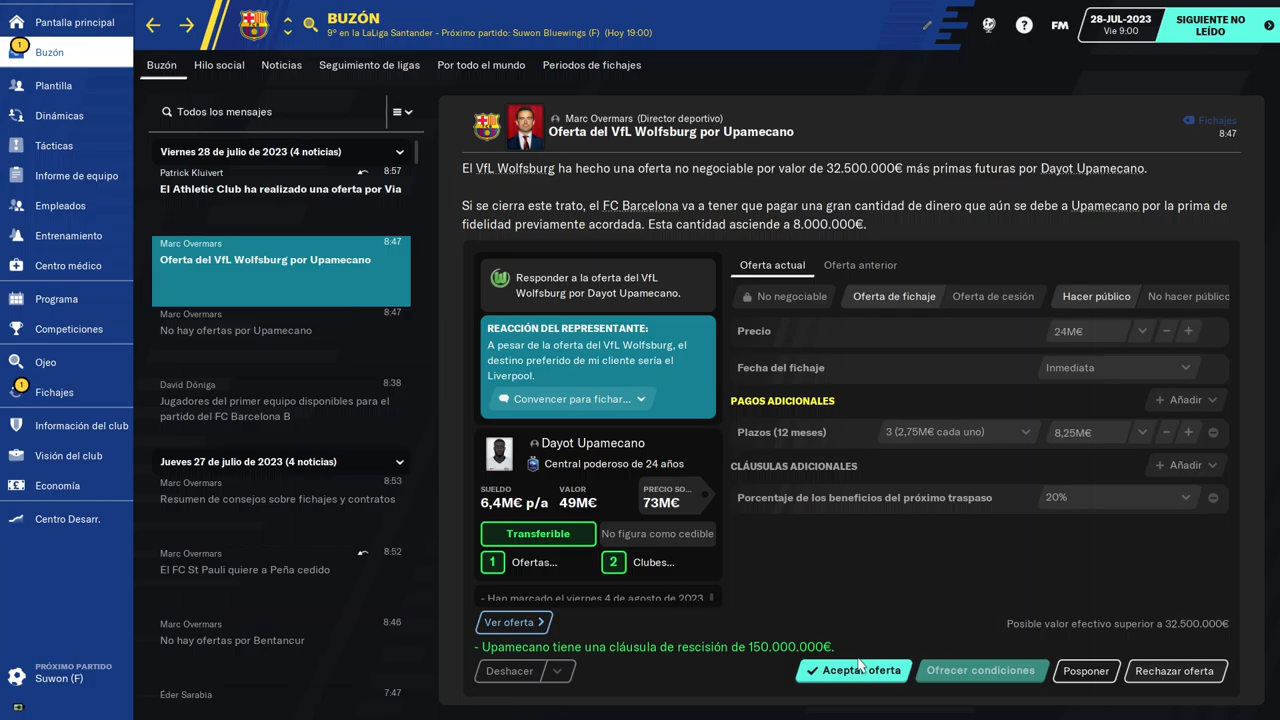 Pantalla principal
1
Buzón
Plantilla
Dinámicas
Tácticas
Informe de equipo
Empleados
Entrenamiento
Centro médico
Programa
Competiciones
Ojeo
1
Fichajes
Información del club
Visión del club
Economía
Centro Desarr.
PRÓXIMO PARTIDO
Suwon (F)
BUZÓN
9º en la LaLiga Santander - Próximo partido: Suwon Bluewings (F) (Hoy 19:00)
FM
28-JUL-2023
Vie 9:00
SIGUIENTE NO LEÍDO
Buzón
Hilo social
Noticias
Seguimiento de ligas
Por todo el mundo
Periodos de fichajes
Todos los mensajes
Viernes 28 de julio de 2023 (4 noticias)
Patrick Kluivert 8:57
El Athletic Club ha realizado una oferta por Via
Marc Overmars 8:47
Oferta del VfL Wolfsburg por Upamecano
Marc Overmars 8:47
No hay ofertas por Upamecano
David Dóniga 8:38
Jugadores del primer equipo disponibles para el
partido del FC Barcelona B
Jueves 27 de julio de 2023 (4 noticias)
Marc Overmars 8:53
Resumen de consejos sobre fichajes y contratos
Marc Overmars 8:52
El FC St Pauli quiere a Peña cedido
Marc Overmars 8:46
No hay ofertas por Bentancur
Éder Sarabia 7:47
Marc Overmars (Director deportivo)
Oferta del VfL Wolfsburg por Upamecano
Fichajes
8:47
El VfL Wolfsburg ha hecho una oferta no negociable por valor de 32.500.000€ más primas futuras por Dayot Upamecano.
Si se cierra este trato, el FC Barcelona va a tener que pagar una gran cantidad de dinero que aún se debe a Upamecano por la prima de
fidelidad previamente acordada. Esta cantidad asciende a 8.000.000€.
Responder a la oferta del VfL
Wolfsburg por Dayot Upamecano.
REACCIÓN DEL REPRESENTANTE:
A pesar de la oferta del VfL Wolfsburg, el
destino preferido de mi cliente sería el
Liverpool.
Convencer para fichar...
Dayot Upamecano
Central poderoso de 24 años
SUELDO VALOR PRECIO SO...
6,4M€ p/a 49M€ 73M€
Transferible
No figura como cedible
1 Ofertas...
2 Clubes...
- Han marcado el viernes 4 de agosto de 2023
Oferta actual
Oferta anterior
No negociable
Oferta de fichaje
Oferta de cesión
Hacer público
No hacer público
Precio 24M€
Fecha del fichaje Inmediata
PAGOS ADICIONALES
Añadir
Plazos (12 meses) 3 (2,75M€ cada uno) 8,25M€
CLÁUSULAS ADICIONALES
Añadir
Porcentaje de los beneficios del próximo traspaso 20%
Ver oferta
Posible valor efectivo superior a 32.500.000€
- Upamecano tiene una cláusula de rescisión de 150.000.000€.
Deshacer
Aceptar oferta
Ofrecer condiciones
Posponer
Rechazar oferta